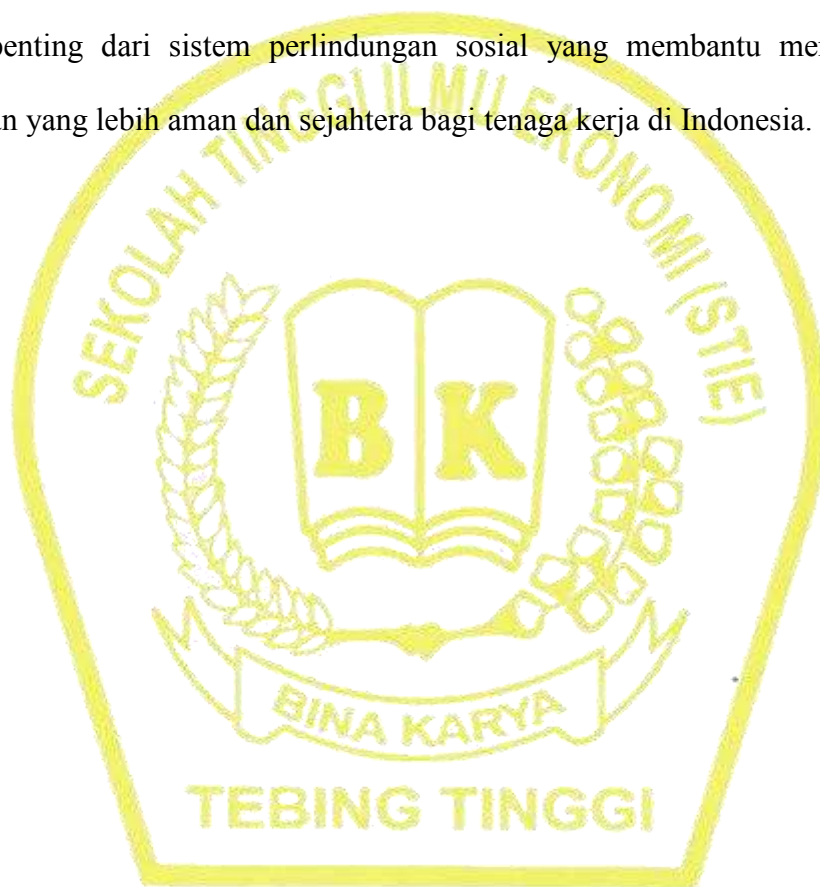 penting dari sistem perlindungan sosial yang membantu
yang lebih aman dan sejahtera bagi tenaga kerja di Indonesia.
SEKOLAH TINGGI ILMU EKONOMI (STIE)
B K
BINA KARYA
TEBING TINGGI